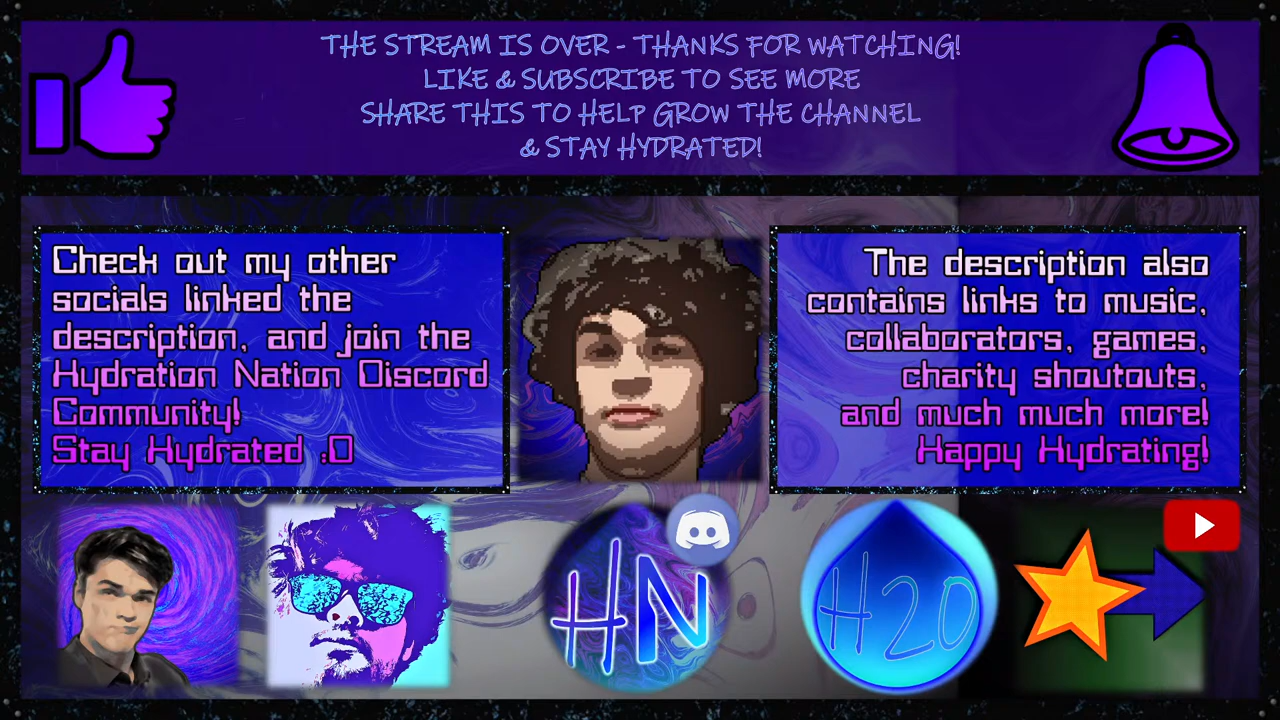 THE STREAM IS OVER - THANKS FOR WATCHING!
LIKE & SUBSCRIBE TO SEE MORE
SHARE THIS TO HELP GROW THE CHANNEL
& STAY HYDRATED!
Check out my other
socials linked the
description, and join the
Hydration Nation Discord
Community!
Stay Hydrated :D
The description also
contains links to music,
collaborators, games,
charity shoutouts,
and much much more!
Happy Hydrating!
HN
H2O